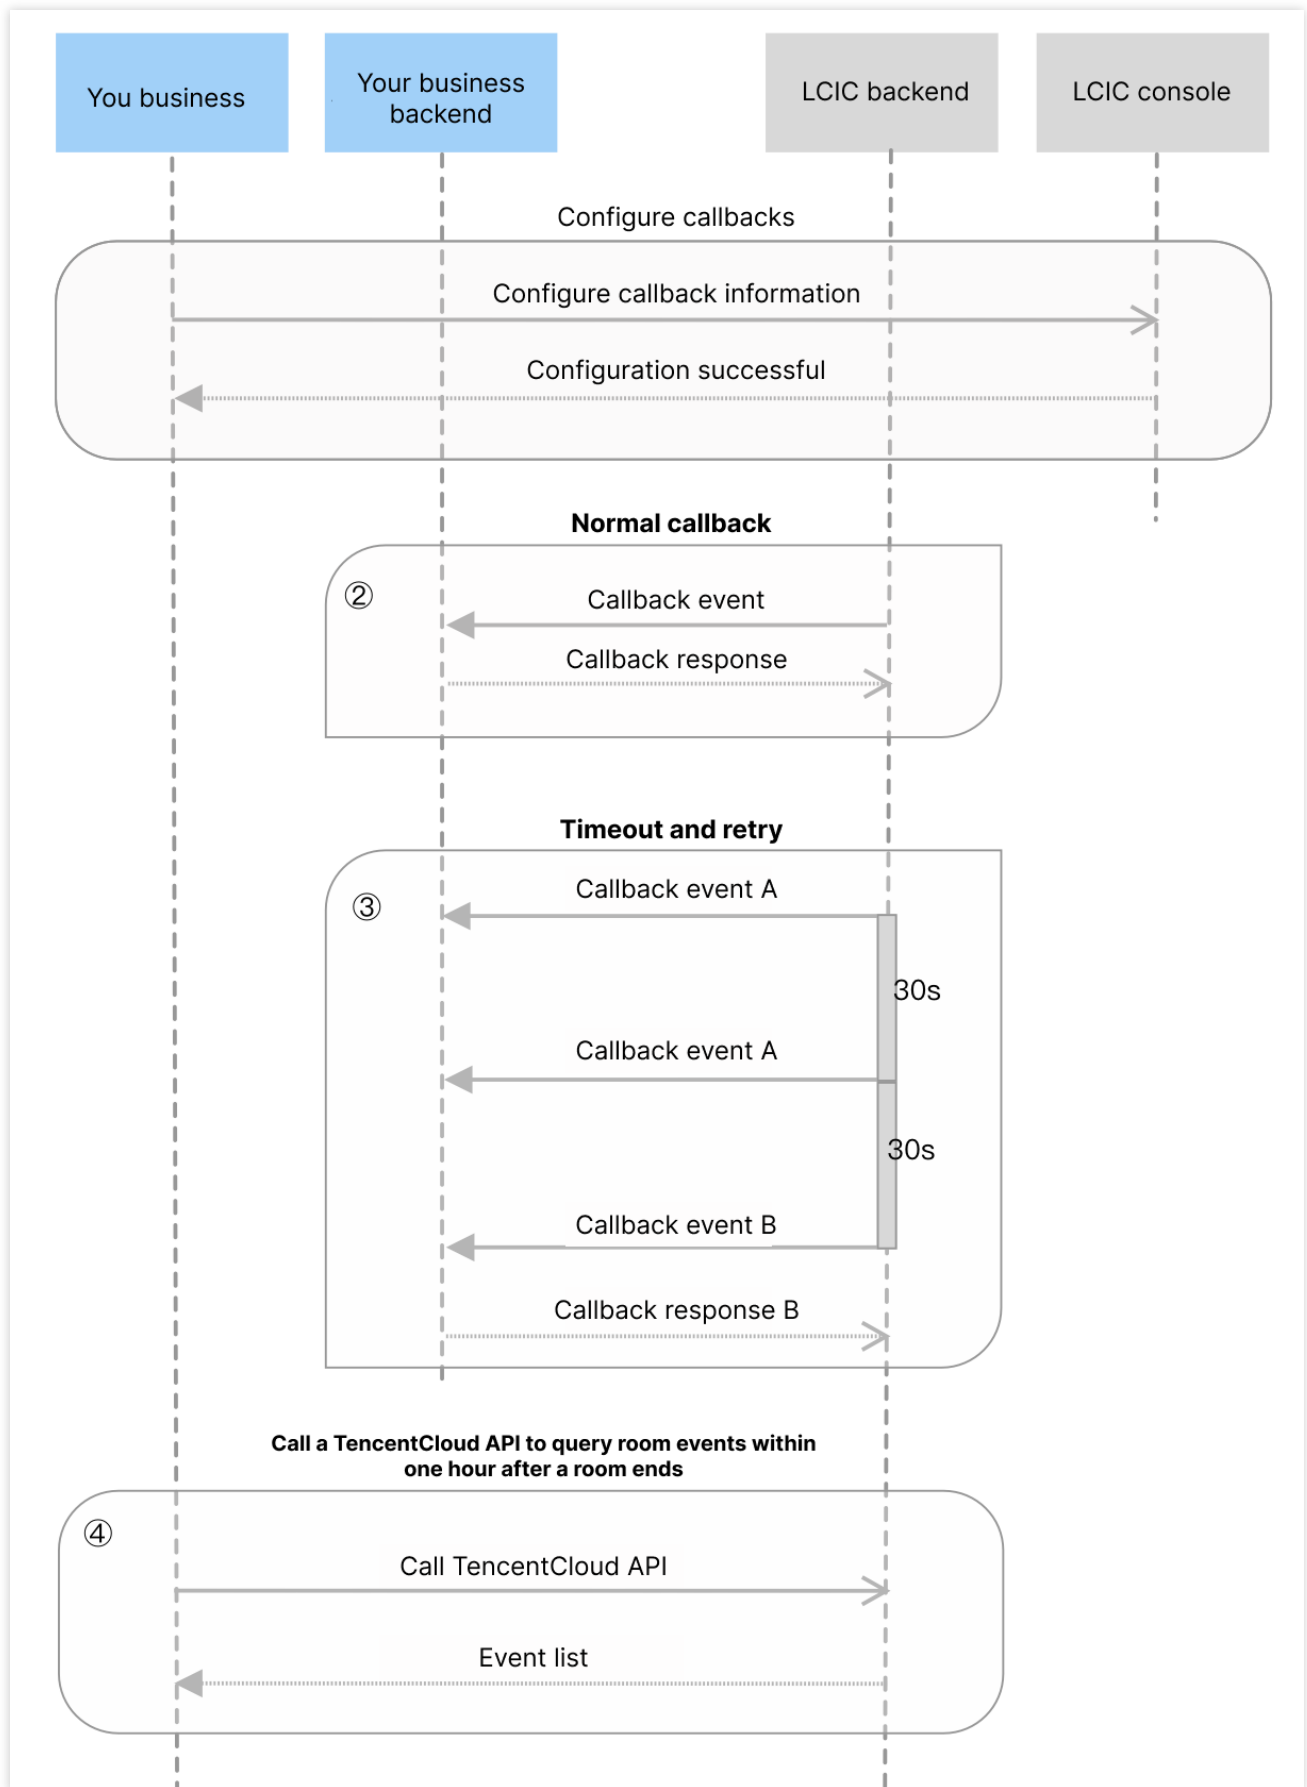 You business
Your business
backend
LCIC backend
LCIC console
Configure callbacks
Configure callback information
Configuration successful
Normal callback
②
Callback event
Callback response
Timeout and retry
③
Callback event A
30s
Callback event A
30s
Callback event B
Callback response B
Call a TencentCloud API to query room events within
one hour after a room ends
④
Call TencentCloud API
Event list